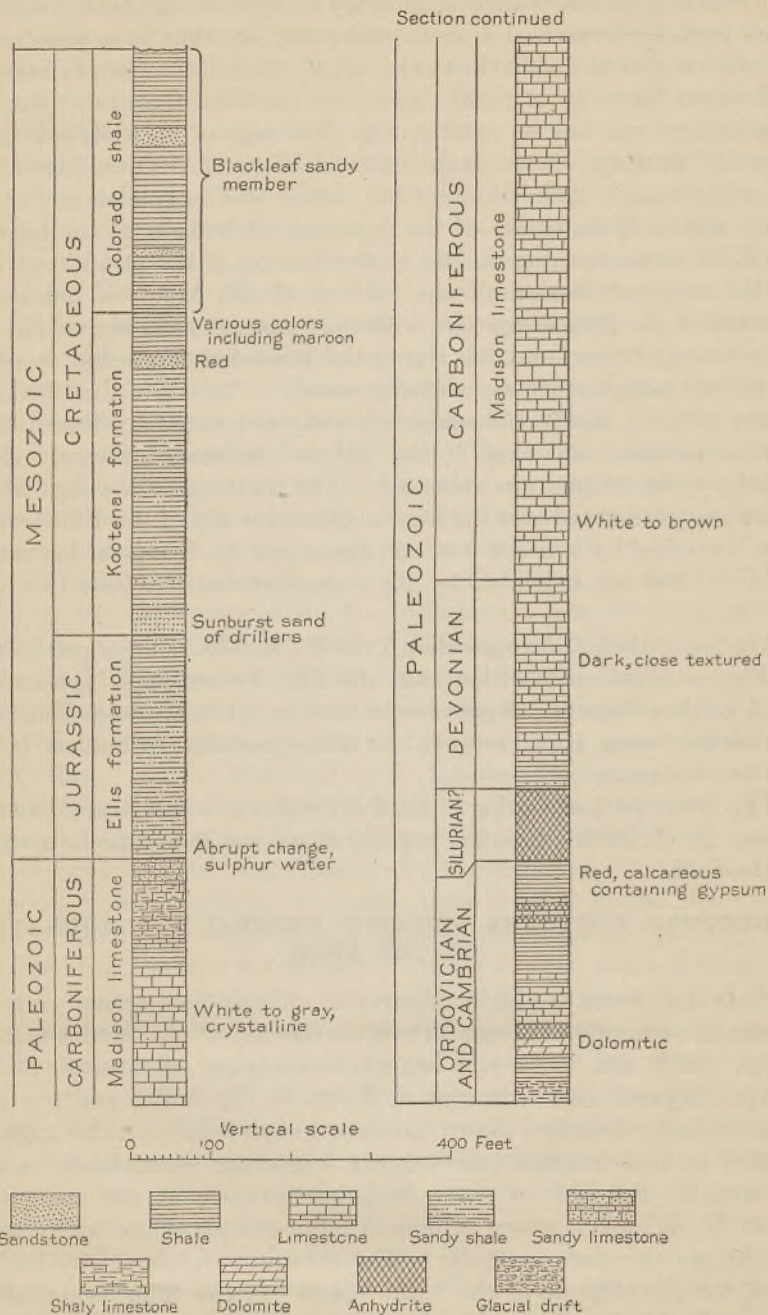 Section continued
MESOZOIC
PALEOZOIC
CRETACEOUS
JURASSIC
CARBONIFEROUS
Colorado shale
Kootenai formation
Ellis formation
Madison limestone
Blackleaf sandy
member
Various colors
including maroon
Red
Sunburst sand
of drillers
Abrupt change,
sulphur water
White to gray,
crystalline
PALEOZOIC
CARBONIFEROUS
DEVONIAN
SILURIAN?
ORDOVICIAN
AND CAMBRIAN
Madison limestone
White to brown
Dark, close textured
Red, calcareous
containing gypsum
Dolomitic
Vertical scale
0 100 400 Feet
Sandstone Shale Limestone Sandy shale Sandy limestone
Shaly limestone Dolomite Anhydrite Glacial drift